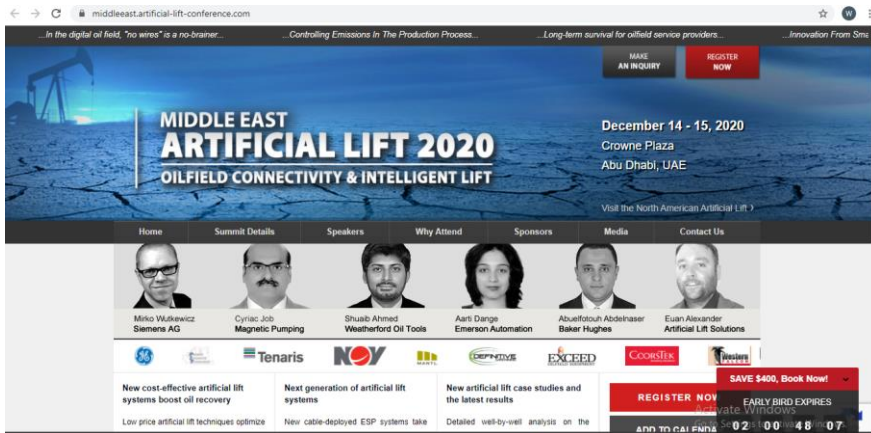 middleeast.artificial-lift-conference.com
...In the digital oil field, "no wires" is a no-brainer... ...Controlling Emissions In The Production Process... ...Long-term survival for oilfield service providers... ...Innovation From Sma
MAKE
AN INQUIRY
REGISTER
NOW
MIDDLE EAST
ARTIFICIAL LIFT 2020
OILFIELD CONNECTIVITY & INTELLIGENT LIFT
December 14 - 15, 2020
Crowne Plaza
Abu Dhabi, UAE
Visit the North American Artificial Lift
Home Summit Details Speakers Why Attend Sponsors Media Contact Us
Mirko Wutkewicz
Siemens AG
Cyriac Job
Magnetic Pumping
Shuaib Ahmed
Weatherford Oil Tools
Aarti Dange
Emerson Automation
Abuelfotouh Abdelnaser
Baker Hughes
Euan Alexander
Artificial Lift Solutions
Tenaris
NOV
DEFINITIVE
EXCEED
COORSTEK
Western
New cost-effective artificial lift
systems boost oil recovery
Low price artificial lift techniques optimize
Next generation of artificial lift
systems
New cable-deployed ESP systems take
New artificial lift case studies and
the latest results
Detailed well-by-well analysis on the
REGISTER NOW
ADD TO CALENDA
SAVE $400, Book Now!
EARLY BIRD EXPIRES
Activate Windows
02 00 48 07